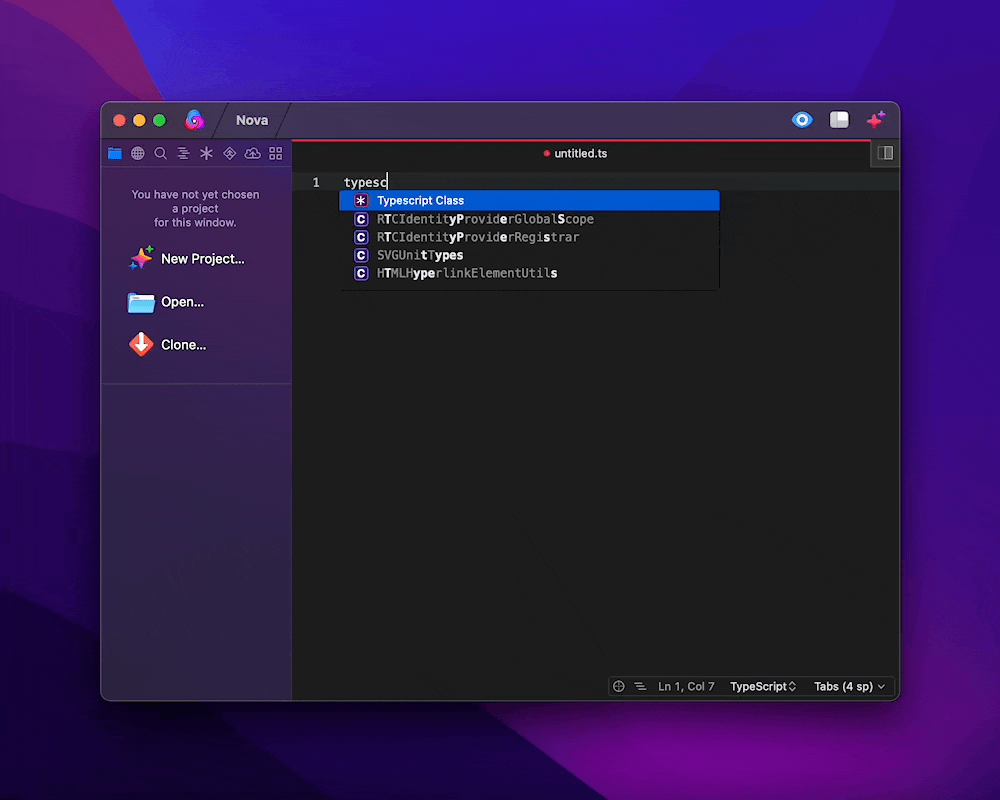 Nova
untitled.ts
You have not yet chosen
a project
for this window.
New Project...
Open...
Clone...
1 typesc
Typescript Class
RTCIdentityProviderGlobalScope
RTCIdentityProviderRegistrar
SVGUnitTypes
HTMLHyperlinkElementUtils
Ln 1, Col 7 TypeScript Tabs (4 sp)